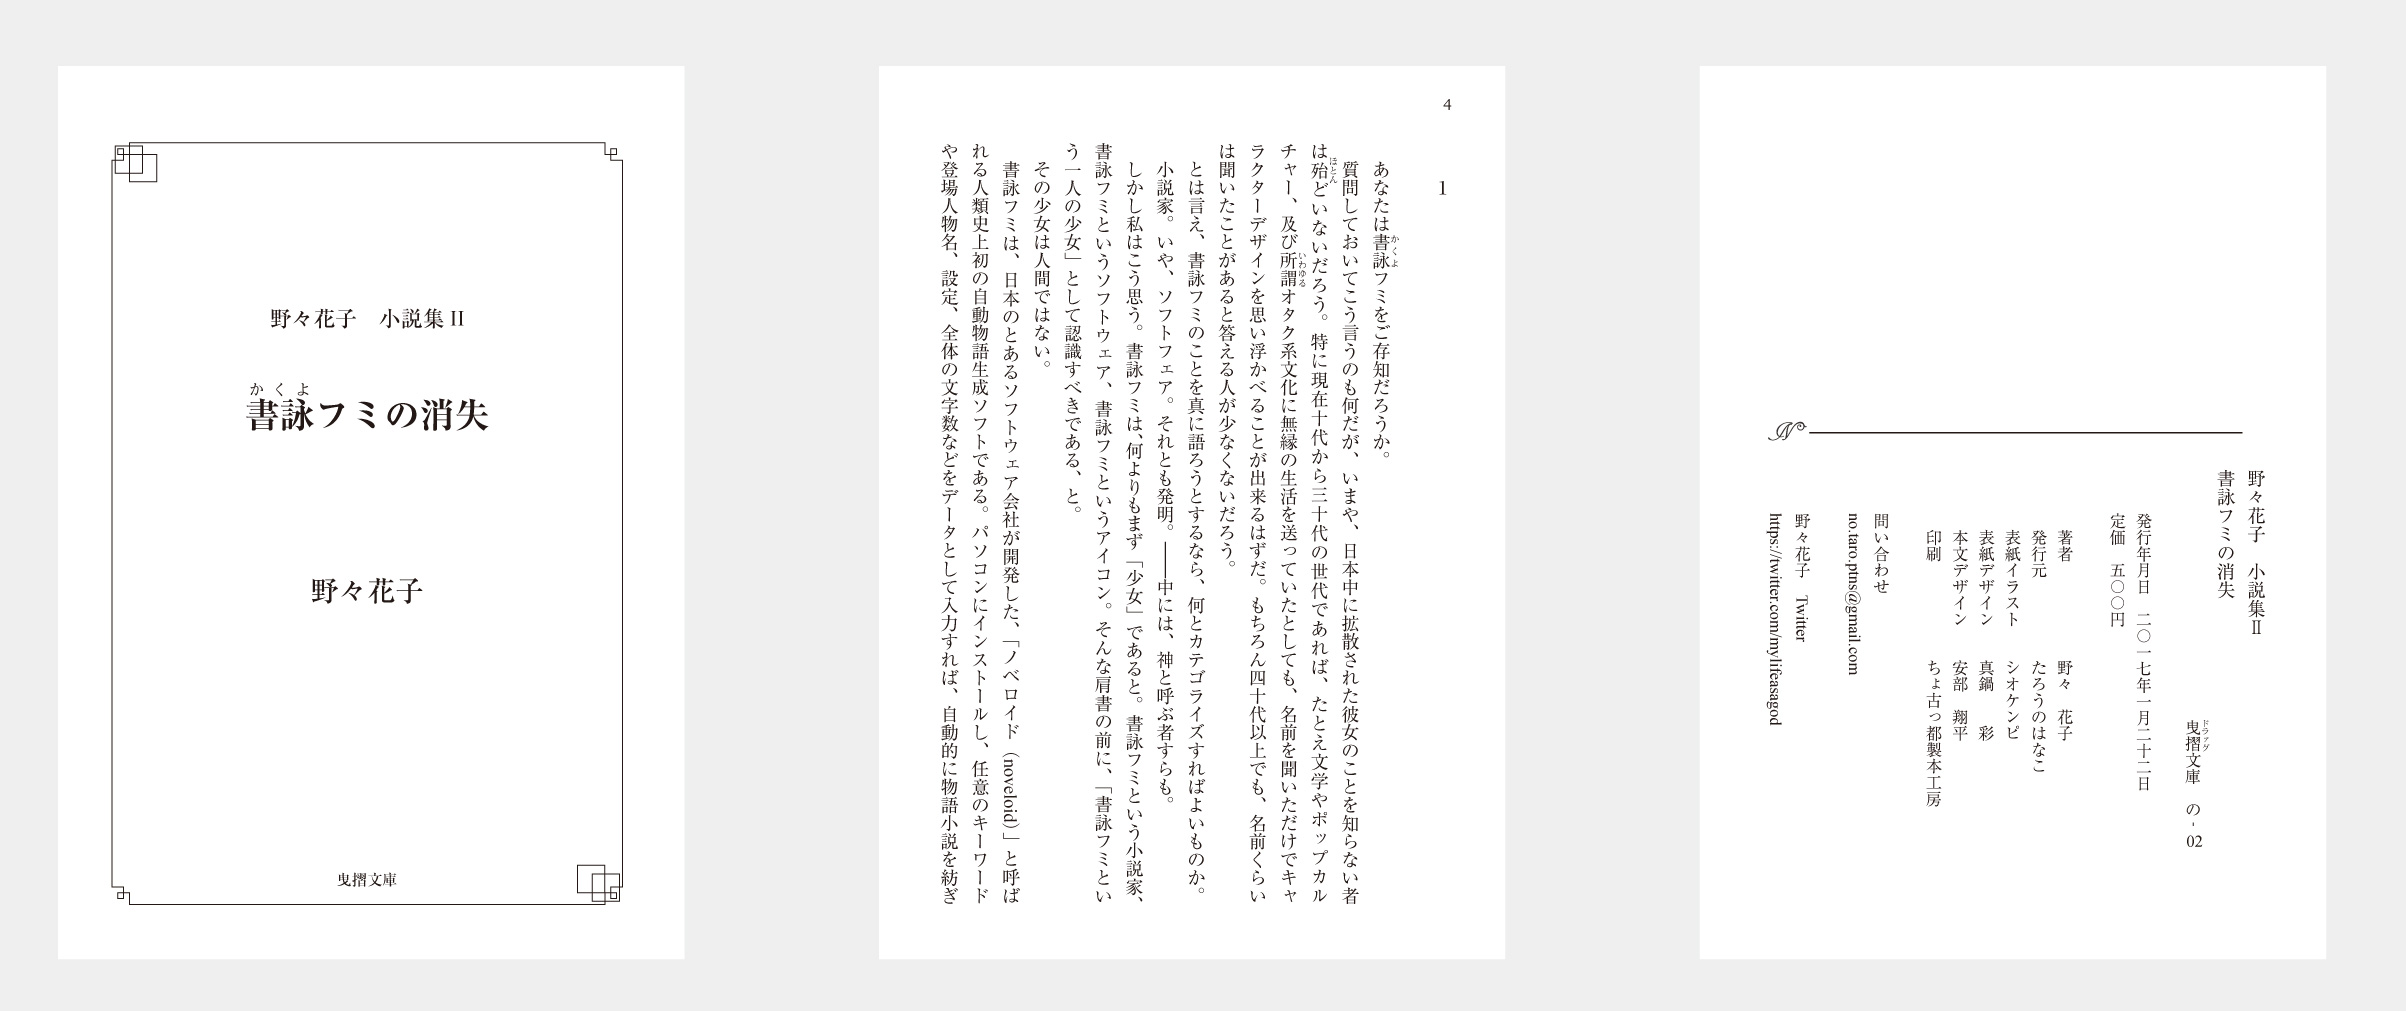 野々花子　小説集 II
かくよ
書詠フミの消失
野々花子
曳摺文庫
4
1
あなたは書詠フミをご存知だろうか。
かくよ
質問しておいてこう言うのも何だが、いまや、日本中に拡散された彼女のことを知らない者
は殆どいないだろう。特に現在十代から三十代の世代であれば、たとえ文学やポップカル
ほとん
チャー、及び所謂オタク系文化に無縁の生活を送っていたとしても、名前を聞いただけでキャ
いわゆる
ラクターデザインを思い浮かべることが出来るはずだ。もちろん四十代以上でも、名前くらい
は聞いたことがあると答える人が少なくないだろう。
とは言え、書詠フミのことを真に語ろうとするなら、何とカテゴライズすればよいものか。
小説家。いや、ソフトフェア。それとも発明。――中には、神と呼ぶ者すらも。
しかし私はこう思う。書詠フミは、何よりもまず「少女」であると。書詠フミという小説家、
書詠フミというソフトウェア、書詠フミというアイコン。そんな肩書の前に、「書詠フミとい
う一人の少女」として認識すべきである、と。
その少女は人間ではない。
書詠フミは、日本のとあるソフトウェア会社が開発した、「ノベロイド（noveloid）」と呼ば
れる人類史上初の自動物語生成ソフトである。パソコンにインストールし、任意のキーワード
や登場人物名、設定、全体の文字数などをデータとして入力すれば、自動的に物語小説を紡ぎ
野々花子　小説集Ⅱ
書詠フミの消失
曳摺文庫　の-02
ドラァグ
発行年月日　二〇一七年一月二十二日
定価　五〇〇円
著者　野々　花子
発行元　たろうのはなこ
表紙イラスト　シオケンピ
表紙デザイン　真鍋　彩
本文デザイン　安部　翔平
印刷　ちょ古っ都製本工房
問い合わせ
no.taro.ptns@gmail.com
野々花子　Twitter
https://twitter.com/mylifeasagod